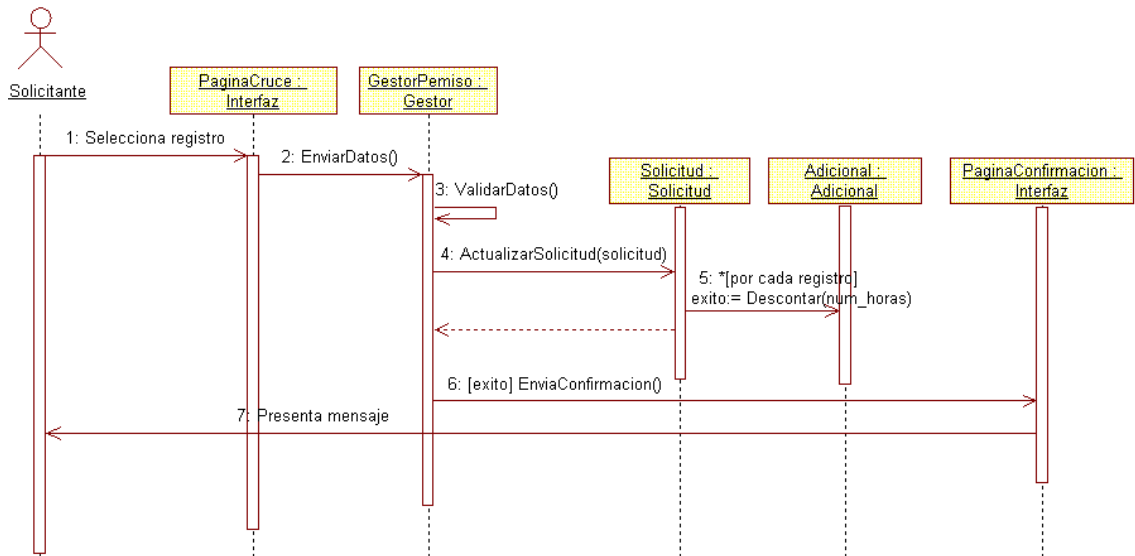 Solicitante
PaginaCruce :
Interfaz
GestorPemiso :
Gestor
1: Selecciona registro
2: EnviarDatos()
3: ValidarDatos()
Solicitud :
Solicitud
Adicional :
Adicional
PaginaConfirmacion :
Interfaz
4: ActualizarSolicitud(solicitud)
5: *[por cada registro]
exito:= Descontar(num_horas)
6: [exito] EnviaConfirmacion()
7: Presenta mensaje